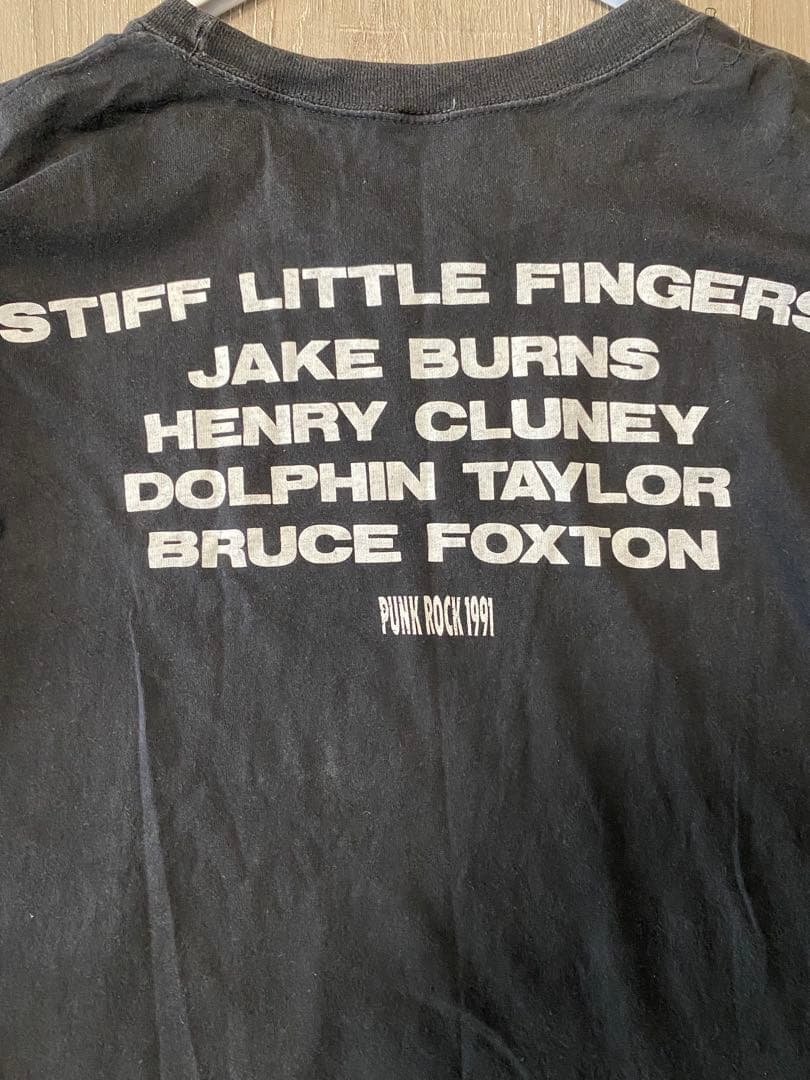 STIFF LITTLE FINGERS
JAKE BURNS
HENRY CLUNEY
DOLPHIN TAYLOR
BRUCE FOXTON
PUNK ROCK 1991